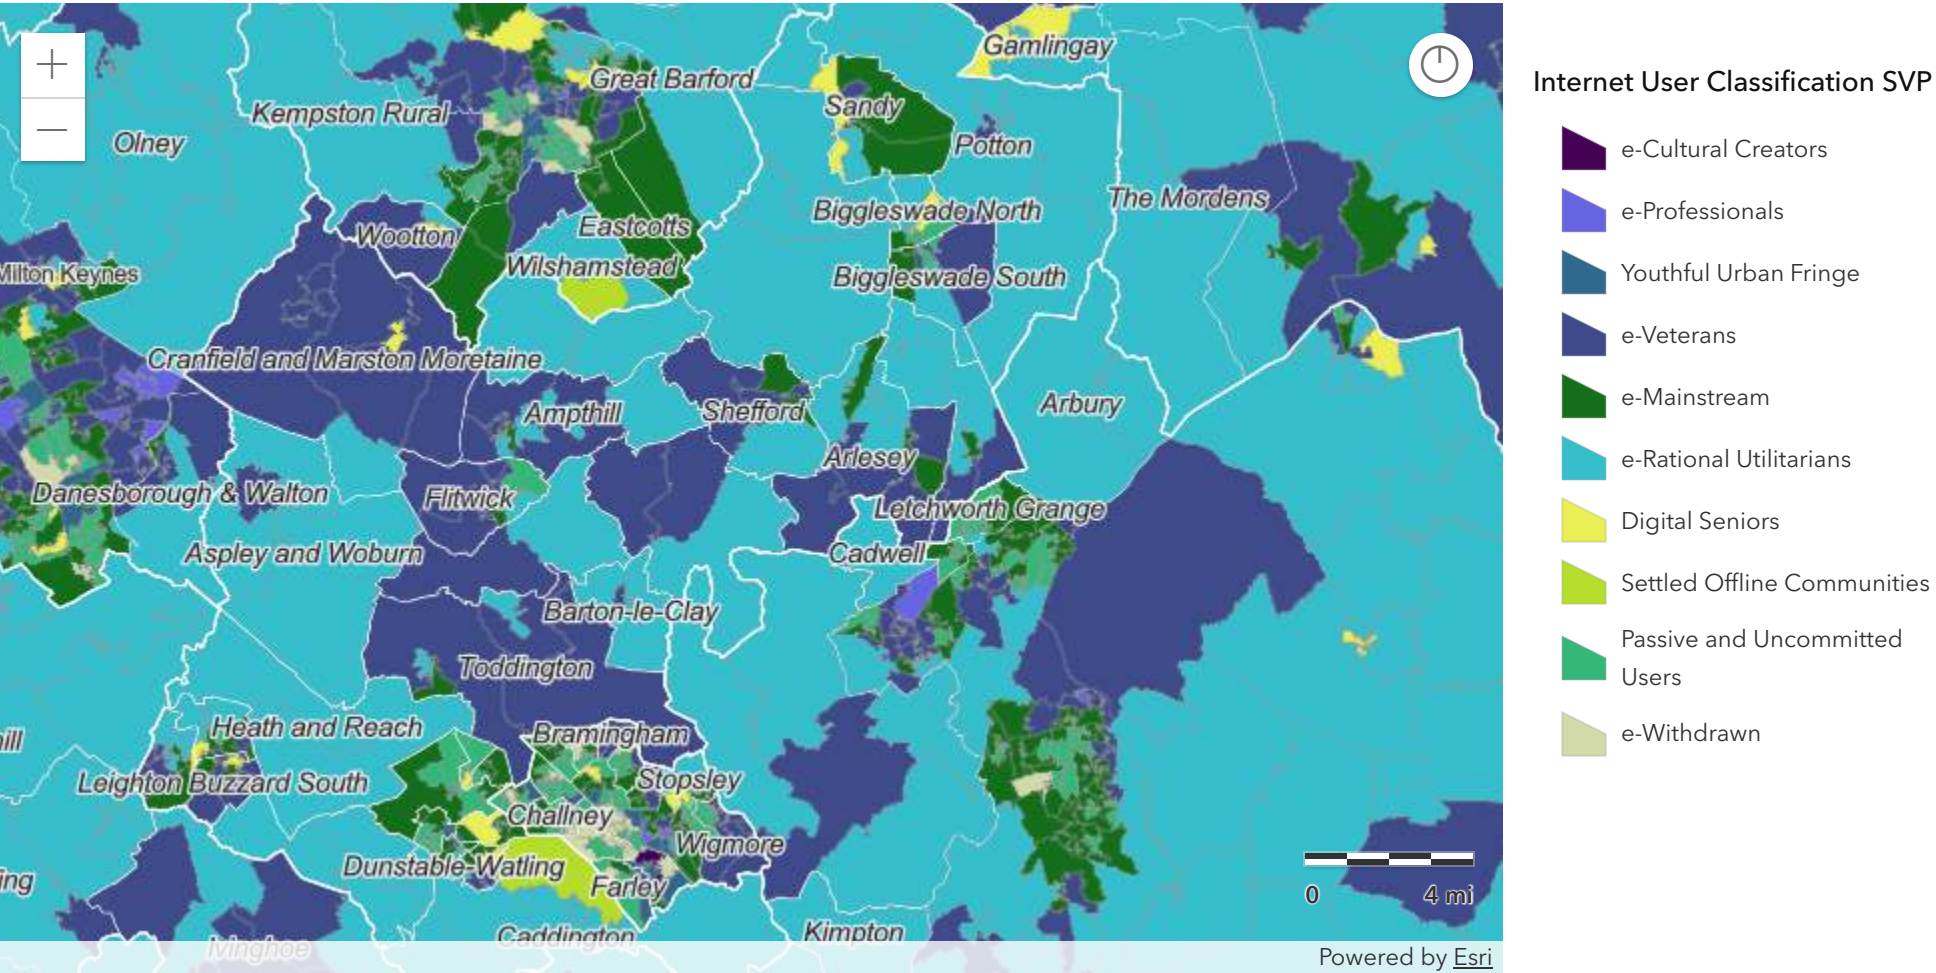 Gamlingay
Great Barford
Sandy
Kempston Rural
Olney
Potton
The Mordens
Biggleswade North
Eastcotts
Wootton
Wilshamstead
Milton Keynes
Biggleswade South
Cranfield and Marston Moretaine
Arbury
Ampthill
Shefford
Arlesey
Danesborough & Walton
Flitwick
Letchworth Grange
Aspley and Woburn
Cadwell
Barton-le-Clay
Toddington
Heath and Reach
Bramingham
ill
Leighton Buzzard South
Stopsley
Challney
Wigmore
Dunstable-Watling
Farley
ing
0 4 mi
Caddington
Kimpton
Ivinghoe
Powered by Esri
Internet User Classification SVP
e-Cultural Creators
e-Professionals
Youthful Urban Fringe
e-Veterans
e-Mainstream
e-Rational Utilitarians
Digital Seniors
Settled Offline Communities
Passive and Uncommitted
Users
e-Withdrawn